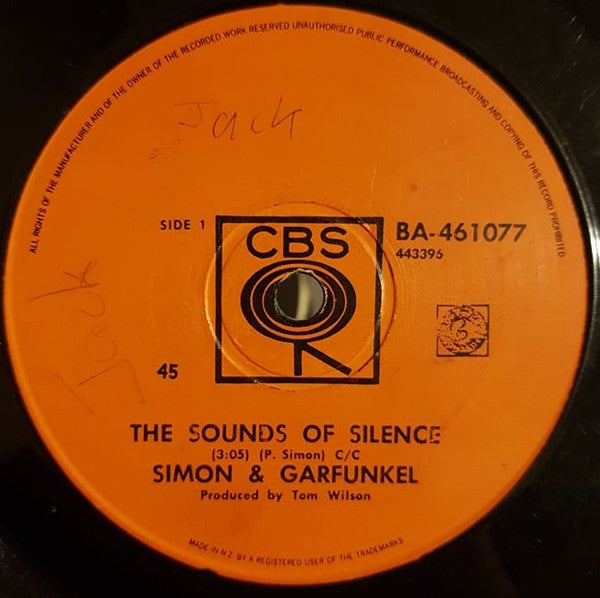 ALL RIGHTS OF THE MANUFACTURER AND OF THE OWNER OF THE RECORDED WORK RESERVED UNAUTHORISED PUBLIC PERFORMANCE BROADCASTING AND COPYING OF THIS RECORD PROHIBITED
Jack
SIDE 1
CBS
BA-461077
443396
Jack
3
45
THE SOUNDS OF SILENCE
(3:05) (P. Simon) C/C
SIMON & GARFUNKEL
Produced by Tom Wilson
MADE IN N.Z. BY A REGISTERED USER OF THE TRADEMARKS